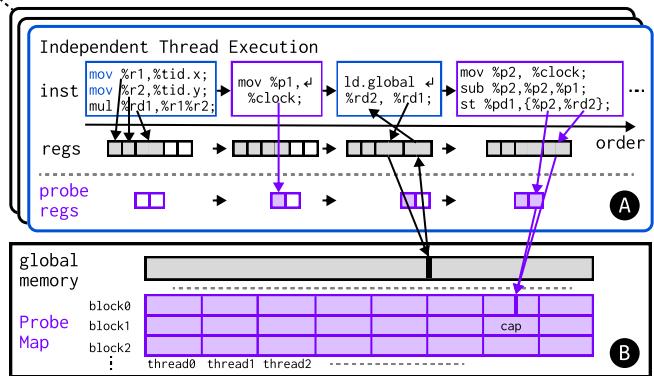 Independent Thread Execution
inst
mov %r1,%tid.x;
mov %r2,%tid.y;
mul %rd1,%r1%r2;
mov %p1,↲
%clock;
ld.global ↲
%rd2, %rd1;
mov %p2, %clock;
sub %p2,%p2,%p1;
st %pd1,{%p2,%rd2};
...
order
regs
probe
regs
A
global
memory
Probe
Map
block0
block1
block2
cap
thread0 thread1 thread2
B